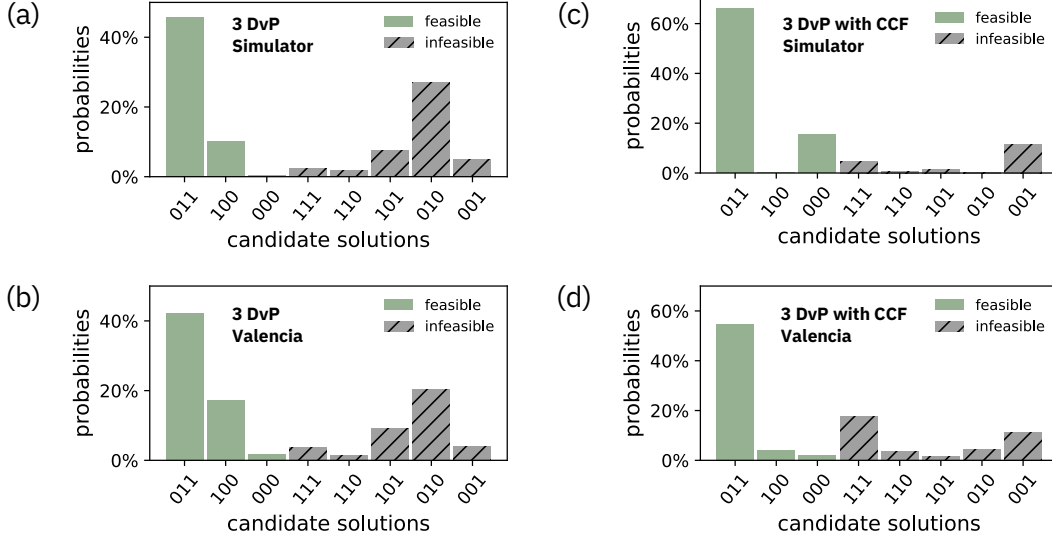 (a)
3 DvP
Simulator
feasible
infeasible
probabilities
40%
20%
0%
011
100
000
111
110
101
010
001
candidate solutions
(c)
3 DvP with CCF
Simulator
feasible
infeasible
probabilities
60%
40%
20%
0%
011
100
000
111
110
101
010
001
candidate solutions
(b)
3 DvP
Valencia
feasible
infeasible
probabilities
40%
20%
0%
011
100
000
111
110
101
010
001
candidate solutions
(d)
3 DvP with CCF
Valencia
feasible
infeasible
probabilities
60%
40%
20%
0%
011
100
000
111
110
101
010
001
candidate solutions